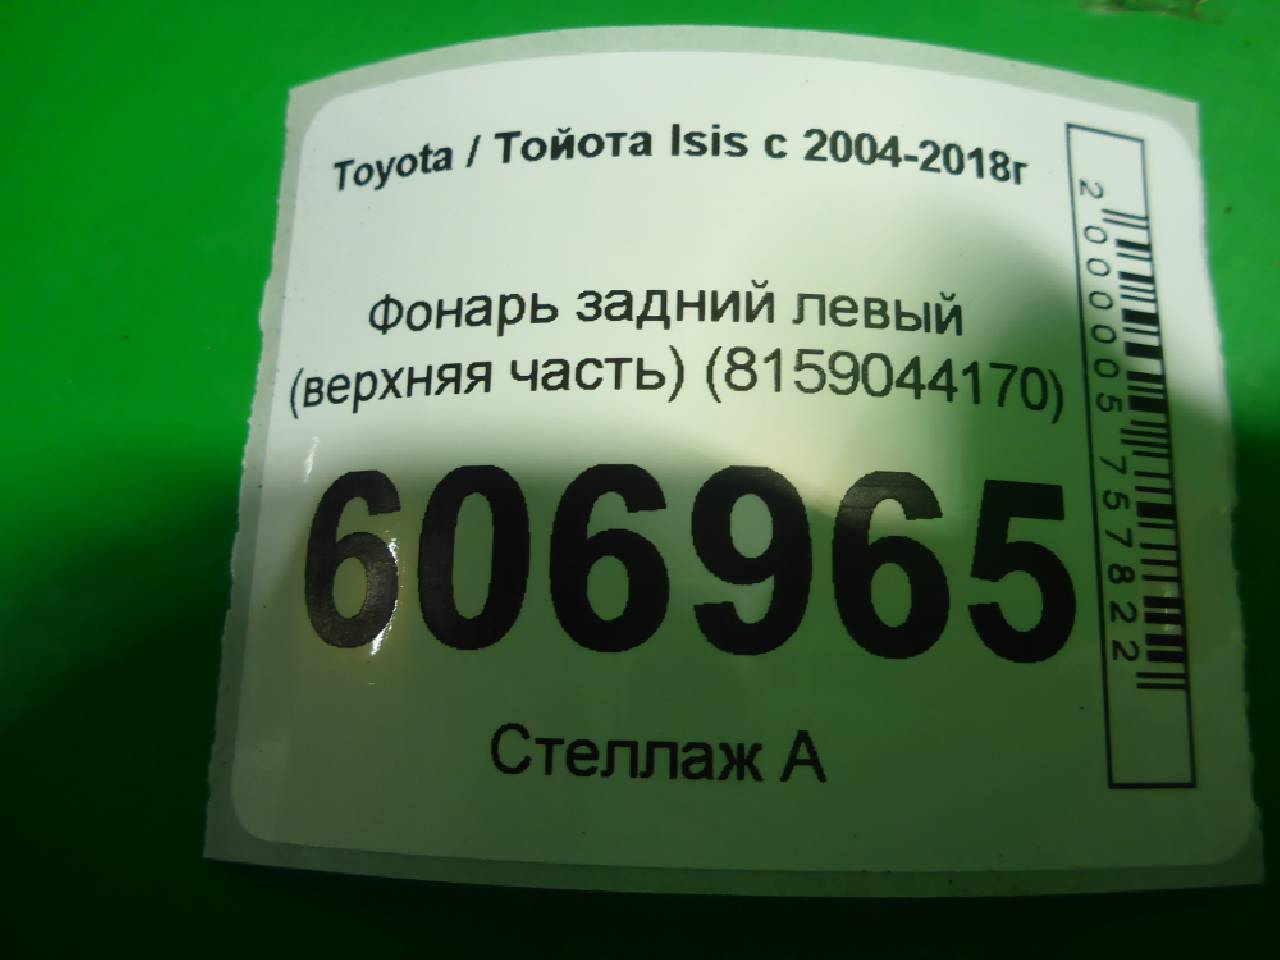 Toyota / Тойота Isis с 2004-2018г
Фонарь задний левый
(верхняя часть) (8159044170)
606965
Стеллаж А
2000005757822